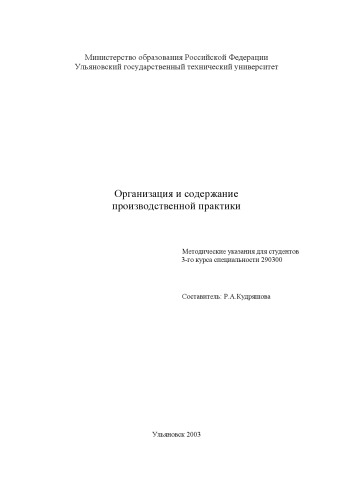 Министерство образования Российской Федерации
Ульяновский государственный технический университет
Организация и содержание
производственной практики
Методические указания для студентов
3-го курса специальности 290300
Составитель: Р.А.Кудряшова
Ульяновск 2003